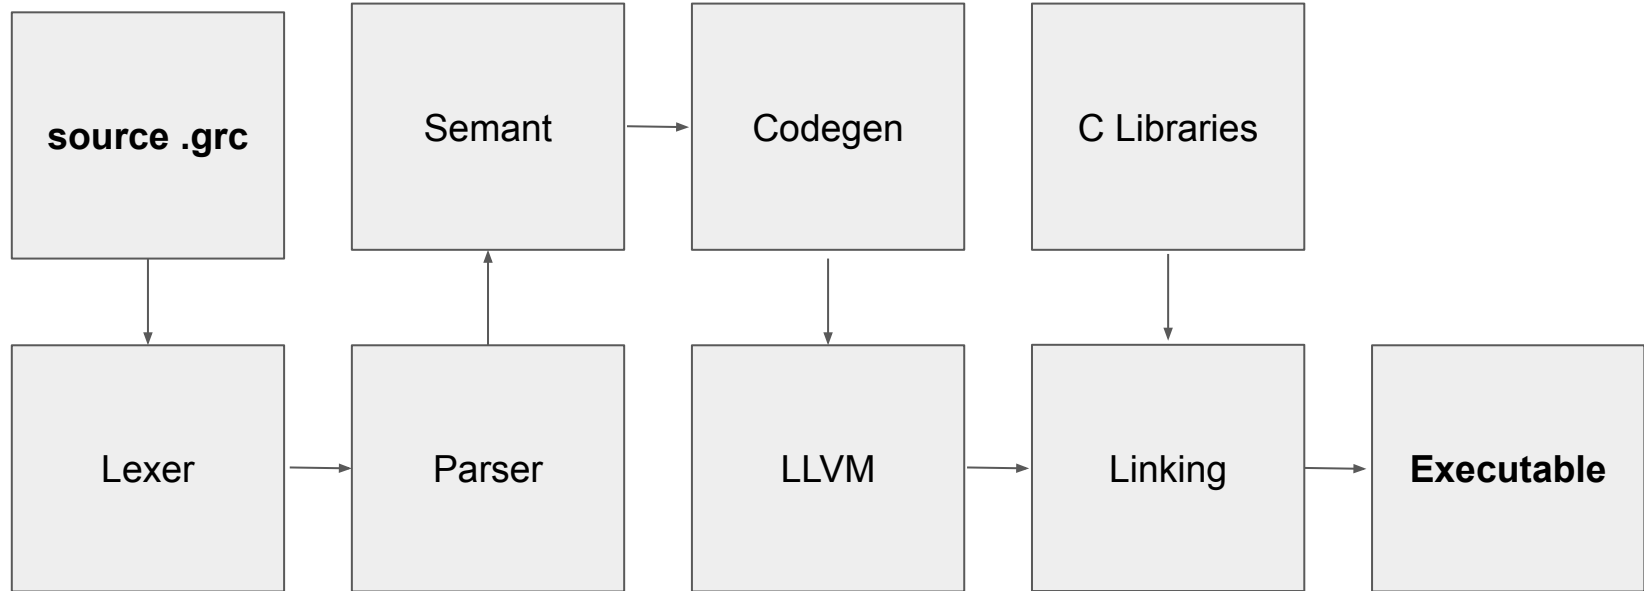 source .grc
Semant
Codegen
C Libraries
Lexer
Parser
LLVM
Linking
Executable